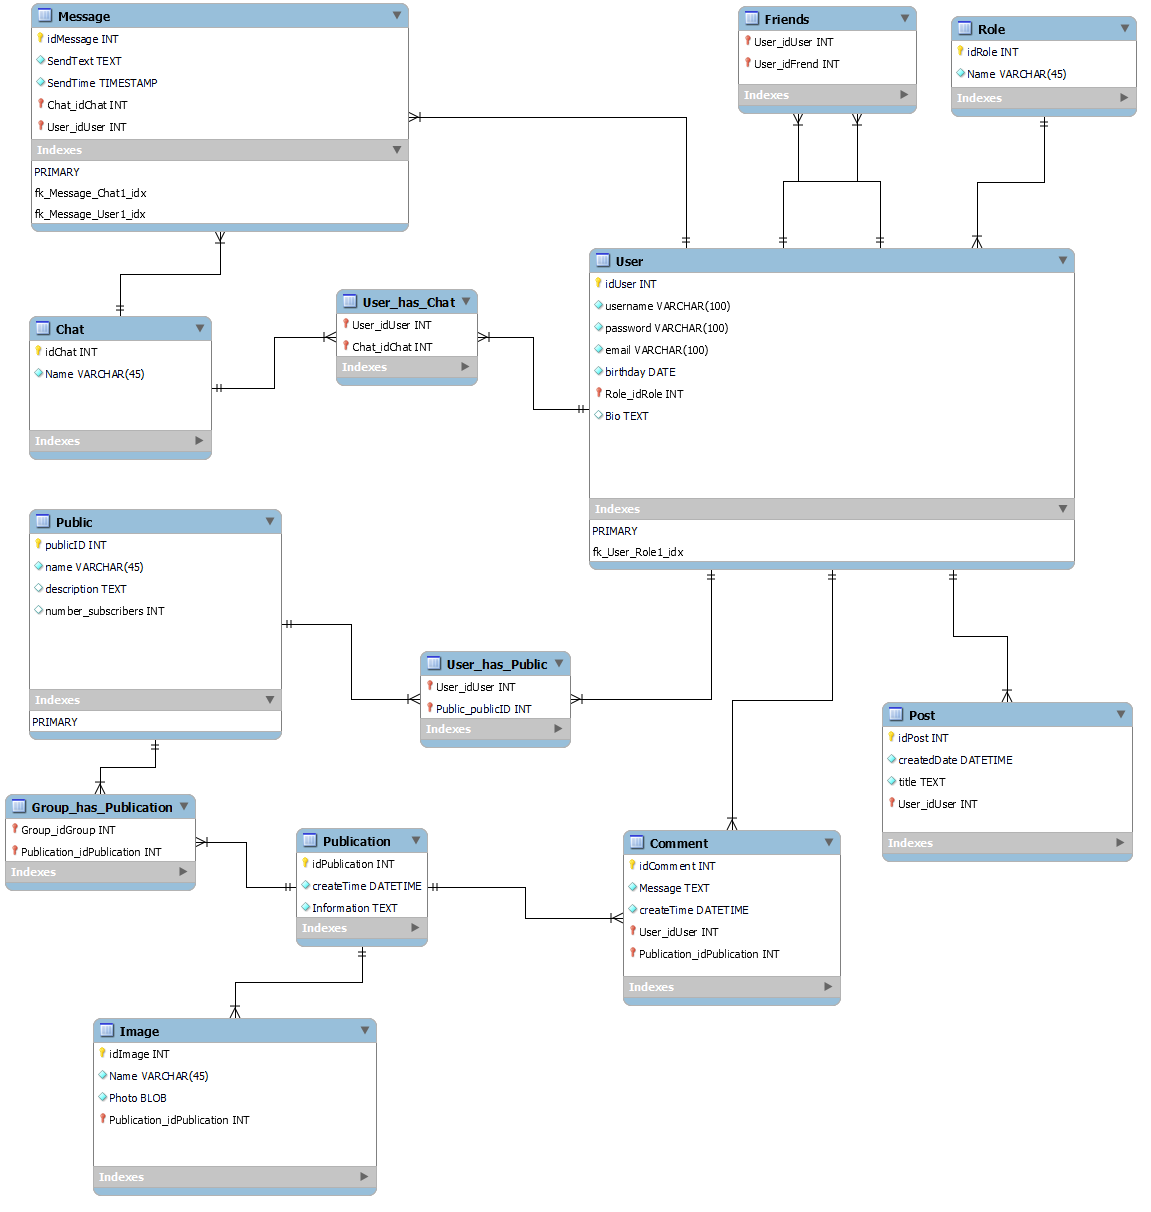 Message
idMessage INT
SendText TEXT
SendTime TIMESTAMP
Chat_idChat INT
User_idUser INT
Indexes
PRIMARY
fk_Message_Chat1_idx
fk_Message_User1_idx
Friends
User_idUser INT
User_idFrend INT
Indexes
Role
idRole INT
Name VARCHAR(45)
Indexes
User
idUser INT
username VARCHAR(100)
password VARCHAR(100)
email VARCHAR(100)
birthday DATE
Role_idRole INT
Bio TEXT
Indexes
PRIMARY
fk_User_Role1_idx
User_has_Chat
User_idUser INT
Chat_idChat INT
Indexes
Chat
idChat INT
Name VARCHAR(45)
Indexes
Public
publicID INT
name VARCHAR(45)
description TEXT
number_subscribers INT
Indexes
PRIMARY
User_has_Public
User_idUser INT
Public_publicID INT
Indexes
Post
idPost INT
createdDate DATETIME
title TEXT
User_idUser INT
Indexes
Group_has_Publication
Group_idGroup INT
Publication_idPublication INT
Indexes
Publication
idPublication INT
createTime DATETIME
Information TEXT
Indexes
Comment
idComment INT
Message TEXT
createTime DATETIME
User_idUser INT
Publication_idPublication INT
Indexes
Image
idImage INT
Name VARCHAR(45)
Photo BLOB
Publication_idPublication INT
Indexes